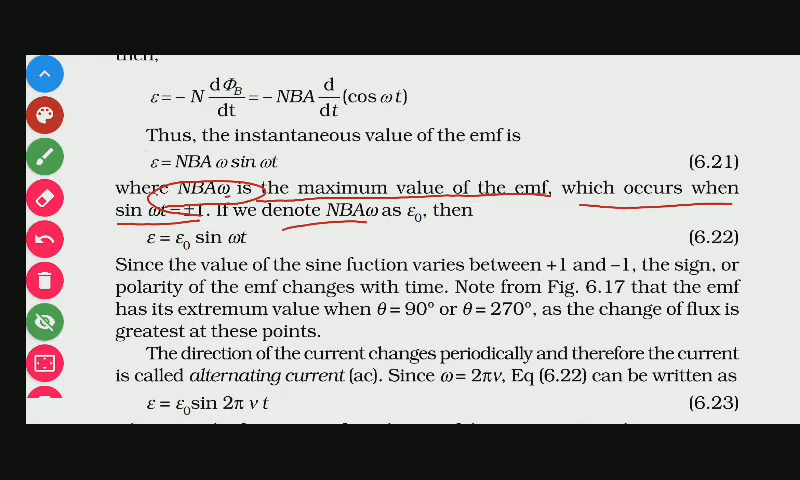 then,
ε = − N dΦB/dt = − NBA d/dt (cos ωt)
Thus, the instantaneous value of the emf is
ε = NBA ω sin ωt (6.21)
where NBAω is the maximum value of the emf, which occurs when
sin ωt = ±1. If we denote NBAω as ε0, then
ε = ε0 sin ωt (6.22)
Since the value of the sine fuction varies between +1 and –1, the sign, or
polarity of the emf changes with time. Note from Fig. 6.17 that the emf
has its extremum value when θ = 90° or θ = 270°, as the change of flux is
greatest at these points.
The direction of the current changes periodically and therefore the current
is called alternating current (ac). Since ω = 2πν, Eq (6.22) can be written as
ε = ε0 sin 2π ν t (6.23)